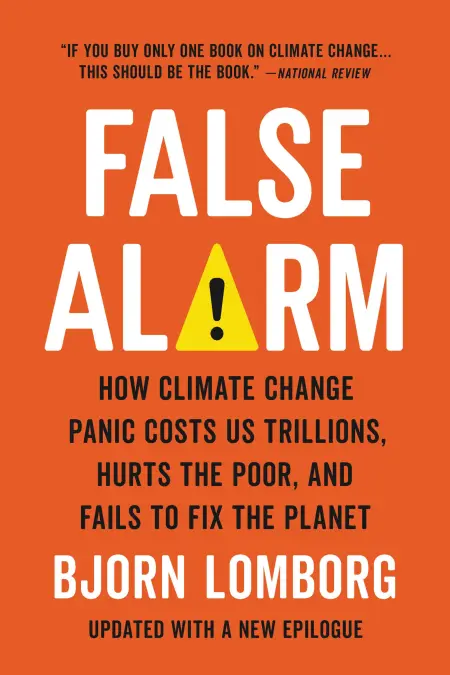 “IF YOU BUY ONLY ONE BOOK ON CLIMATE CHANGE...
THIS SHOULD BE THE BOOK.” —NATIONAL REVIEW
FALSE
ALARM
HOW CLIMATE CHANGE
PANIC COSTS US TRILLIONS,
HURTS THE POOR, AND
FAILS TO FIX THE PLANET
BJORN LOMBORG
UPDATED WITH A NEW EPILOGUE